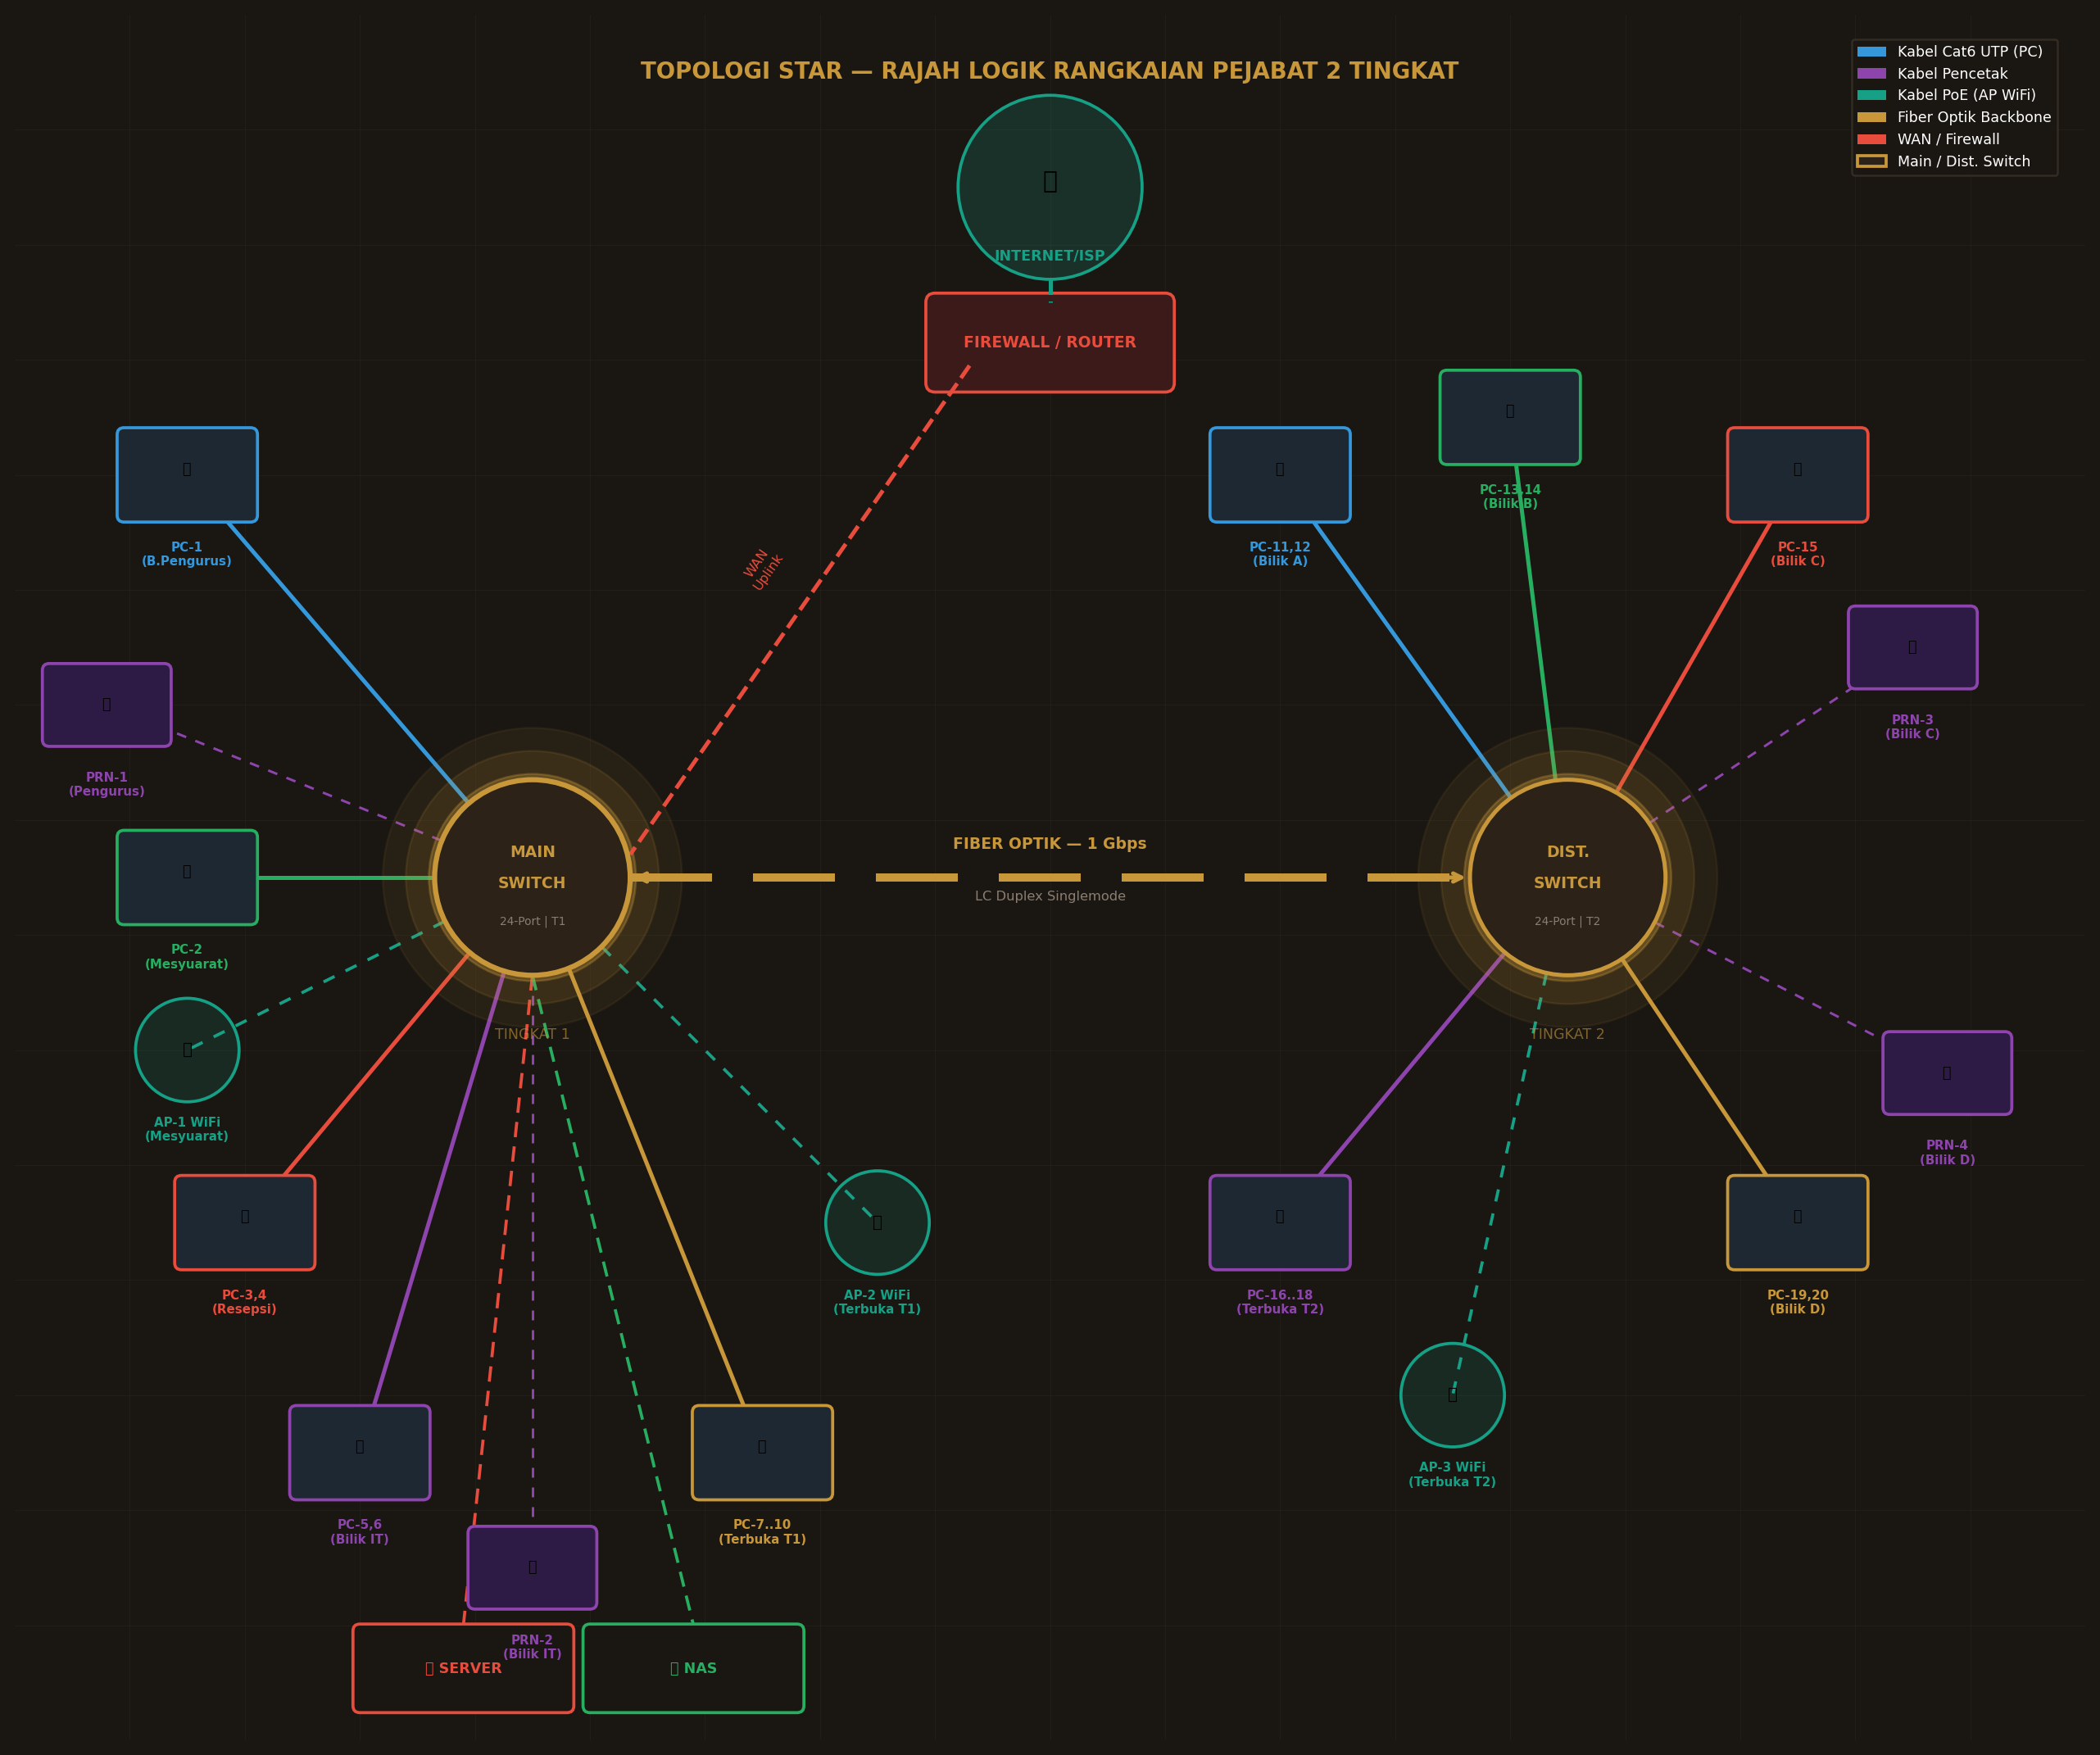 TOPOLOGI STAR — RAJAH LOGIK RANGKAIAN PEJABAT 2 TINGKAT
Kabel Cat6 UTP (PC)
Kabel Pencetak
Kabel PoE (AP WiFi)
Fiber Optik Backbone
WAN / Firewall
Main / Dist. Switch
INTERNET/ISP
FIREWALL / ROUTER
WAN
Uplink
PC-1
(B.Pengurus)
PRN-1
(Pengurus)
PC-2
(Mesyuarat)
AP-1 WiFi
(Mesyuarat)
PC-3,4
(Resepsi)
PC-5,6
(Bilik IT)
PRN-2
(Bilik IT)
SERVER
NAS
PC-7..10
(Terbuka T1)
AP-2 WiFi
(Terbuka T1)
MAIN
SWITCH
24-Port | T1
TINGKAT 1
FIBER OPTIK — 1 Gbps
LC Duplex Singlemode
DIST.
SWITCH
24-Port | T2
TINGKAT 2
PC-11,12
(Bilik A)
PC-13,14
(Bilik B)
PC-15
(Bilik C)
PRN-3
(Bilik C)
PRN-4
(Bilik D)
PC-16..18
(Terbuka T2)
PC-19,20
(Bilik D)
AP-3 WiFi
(Terbuka T2)